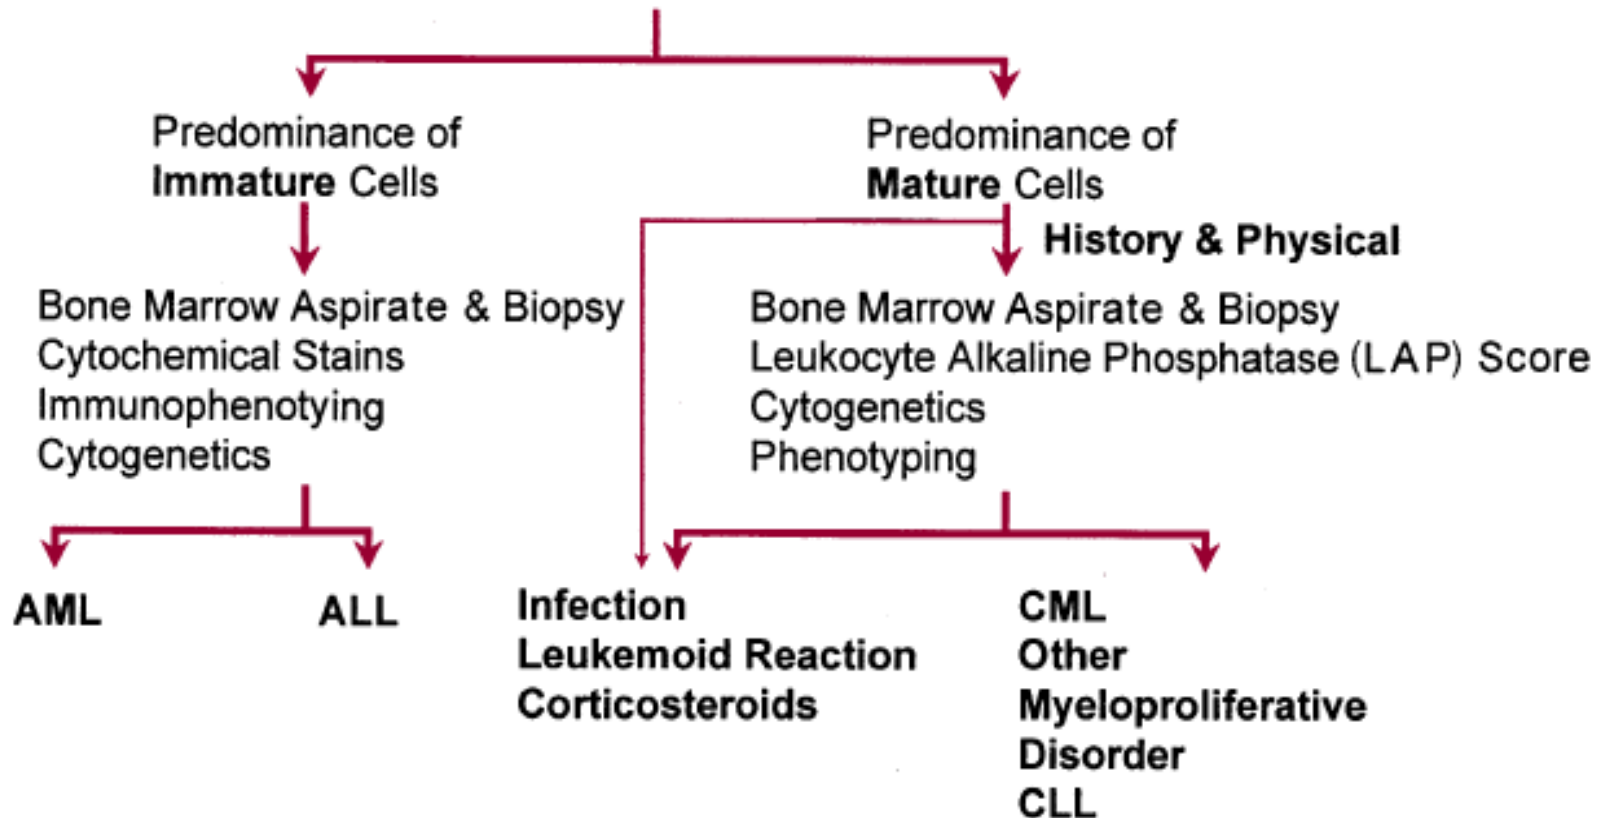 Predominance of
Immature Cells
Predominance of
Mature Cells
History & Physical
Bone Marrow Aspirate & Biopsy
Cytochemical Stains
Immunophenotying
Cytogenetics
Bone Marrow Aspirate & Biopsy
Leukocyte Alkaline Phosphatase (LAP) Score
Cytogenetics
Phenotyping
AML
ALL
Infection
Leukemoid Reaction
Corticosteroids
CML
Other
Myeloproliferative
Disorder
CLL